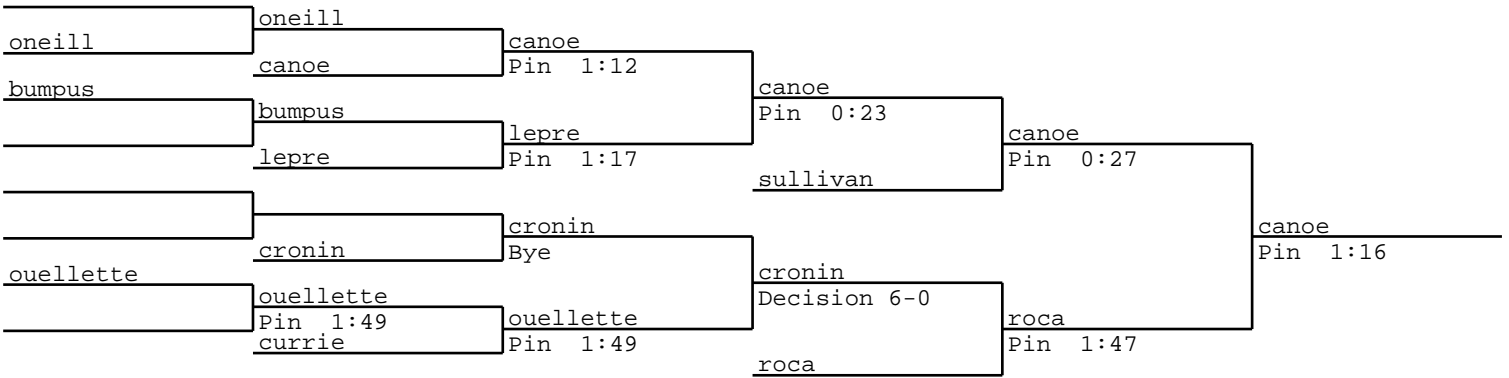 oneill
oneill
canoe
canoe
Pin 1:12
bumpus
bumpus
lepre
lepre
Pin 1:17
canoe
Pin 0:23
sullivan
canoe
Pin 0:27
cronin
cronin
Bye
ouellette
ouellette
Pin 1:49
currie
ouellette
Pin 1:49
cronin
Decision 6-0
roca
roca
Pin 1:47
canoe
Pin 1:16